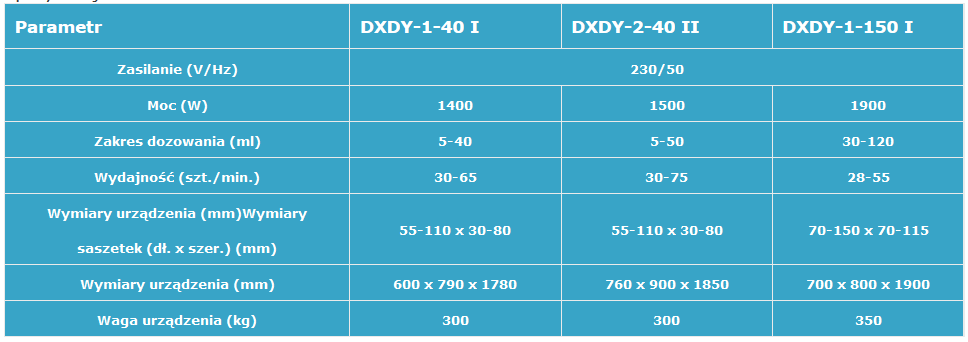 Parametr DXDY-1-40 I DXDY-2-40 II DXDY-1-150 I
Zasilanie (V/Hz) 230/50
Moc (W) 1400 1500 1900
Zakres dozowania (ml) 5-40 5-50 30-120
Wydajność (szt./min.) 30-65 30-75 28-55
Wymiary urządzenia (mm)Wymiary
saszetek (dł. x szer.) (mm) 55-110 x 30-80 55-110 x 30-80 70-150 x 70-115
Wymiary urządzenia (mm) 600 x 790 x 1780 760 x 900 x 1850 700 x 800 x 1900
Waga urządzenia (kg) 300 300 350